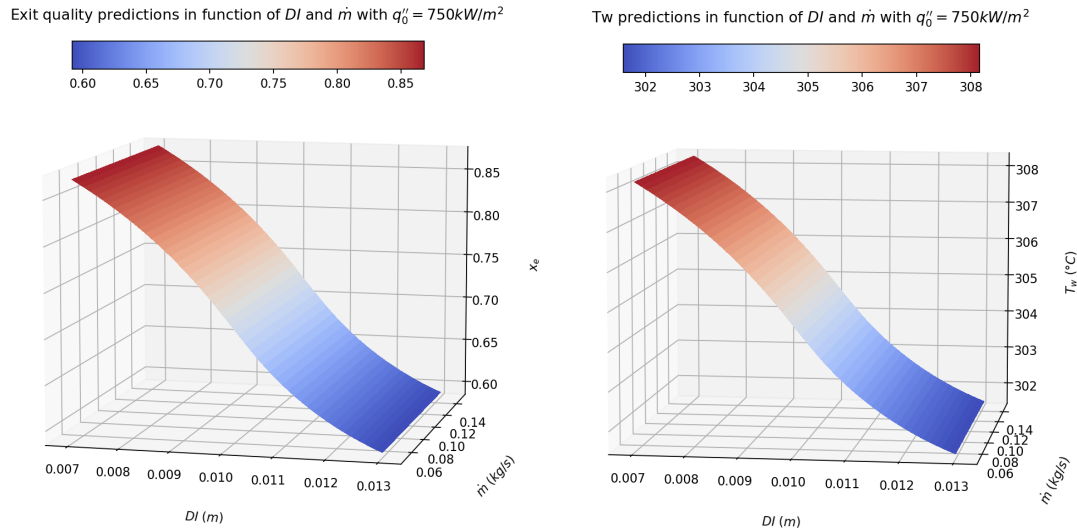 Exit quality predictions in function of DI and ṁ with q₀″ = 750kW/m²
0.60 0.65 0.70 0.75 0.80 0.85
0.85
0.80
0.75
0.70
0.65
0.60
xₑ
0.14
0.12
0.10
0.08
0.06
ṁ (kg/s)
0.007 0.008 0.009 0.010 0.011 0.012 0.013
DI (m)
Tw predictions in function of DI and ṁ with q₀″ = 750kW/m²
302 303 304 305 306 307 308
308
307
306
305
304
303
302
T_w (°C)
0.14
0.12
0.10
0.08
0.06
ṁ (kg/s)
0.007 0.008 0.009 0.010 0.011 0.012 0.013
DI (m)